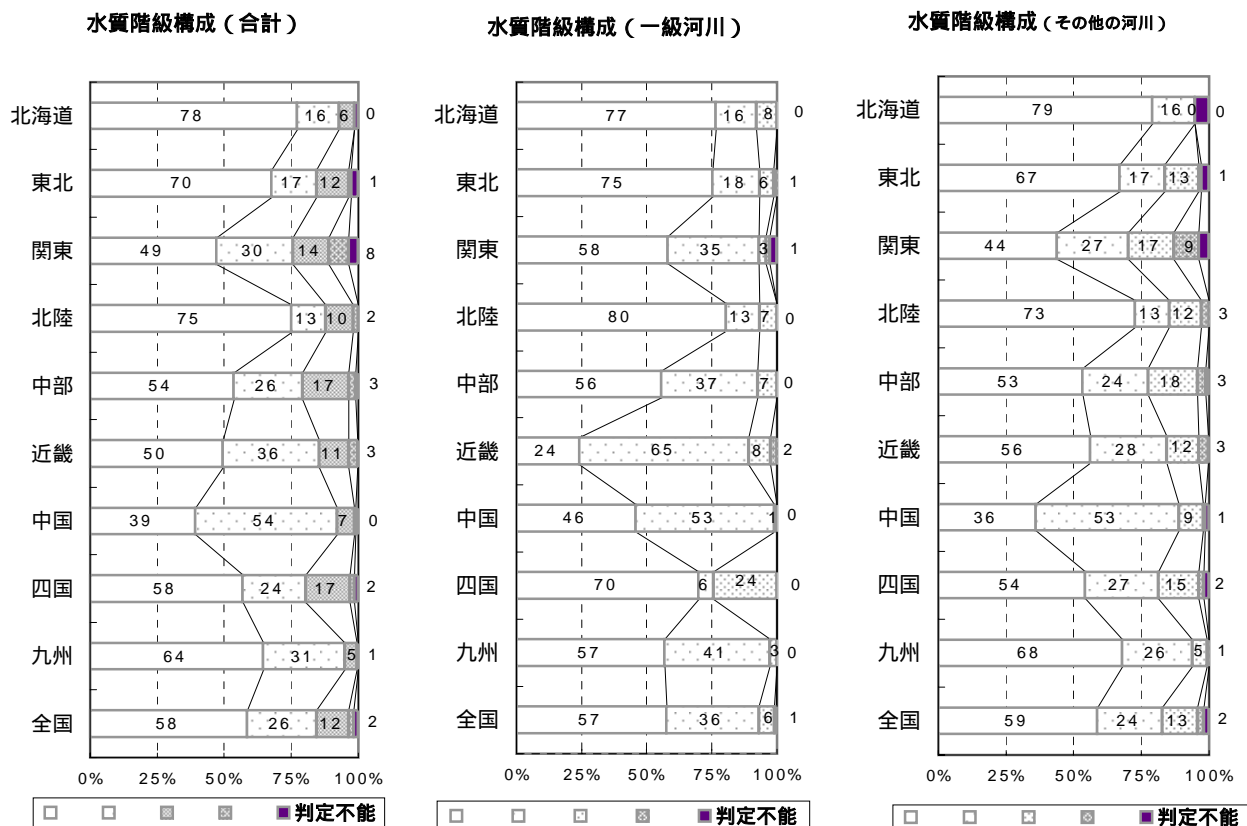 水質階級構成（合計）
北海道 78 16 6 0
東北 70 17 12 1
関東 49 30 14 8
北陸 75 13 10 2
中部 54 26 17 3
近畿 50 36 11 3
中国 39 54 7 0
四国 58 24 17 2
九州 64 31 5 1
全国 58 26 12 2
0% 25% 50% 75% 100%
判定不能
水質階級構成（一級河川）
北海道 77 16 8 0
東北 75 18 6 1
関東 58 35 3 1
北陸 80 13 7 0
中部 56 37 7 0
近畿 24 65 8 2
中国 46 53 1 0
四国 70 6 24 0
九州 57 41 3 0
全国 57 36 6 1
0% 25% 50% 75% 100%
判定不能
水質階級構成（その他の河川）
北海道 79 16 0 0
東北 67 17 13 1
関東 44 27 17 9
北陸 73 13 12 3
中部 53 24 18 3
近畿 56 28 12 3
中国 36 53 9 1
四国 54 27 15 2
九州 68 26 5 1
全国 59 24 13 2
0% 25% 50% 75% 100%
判定不能